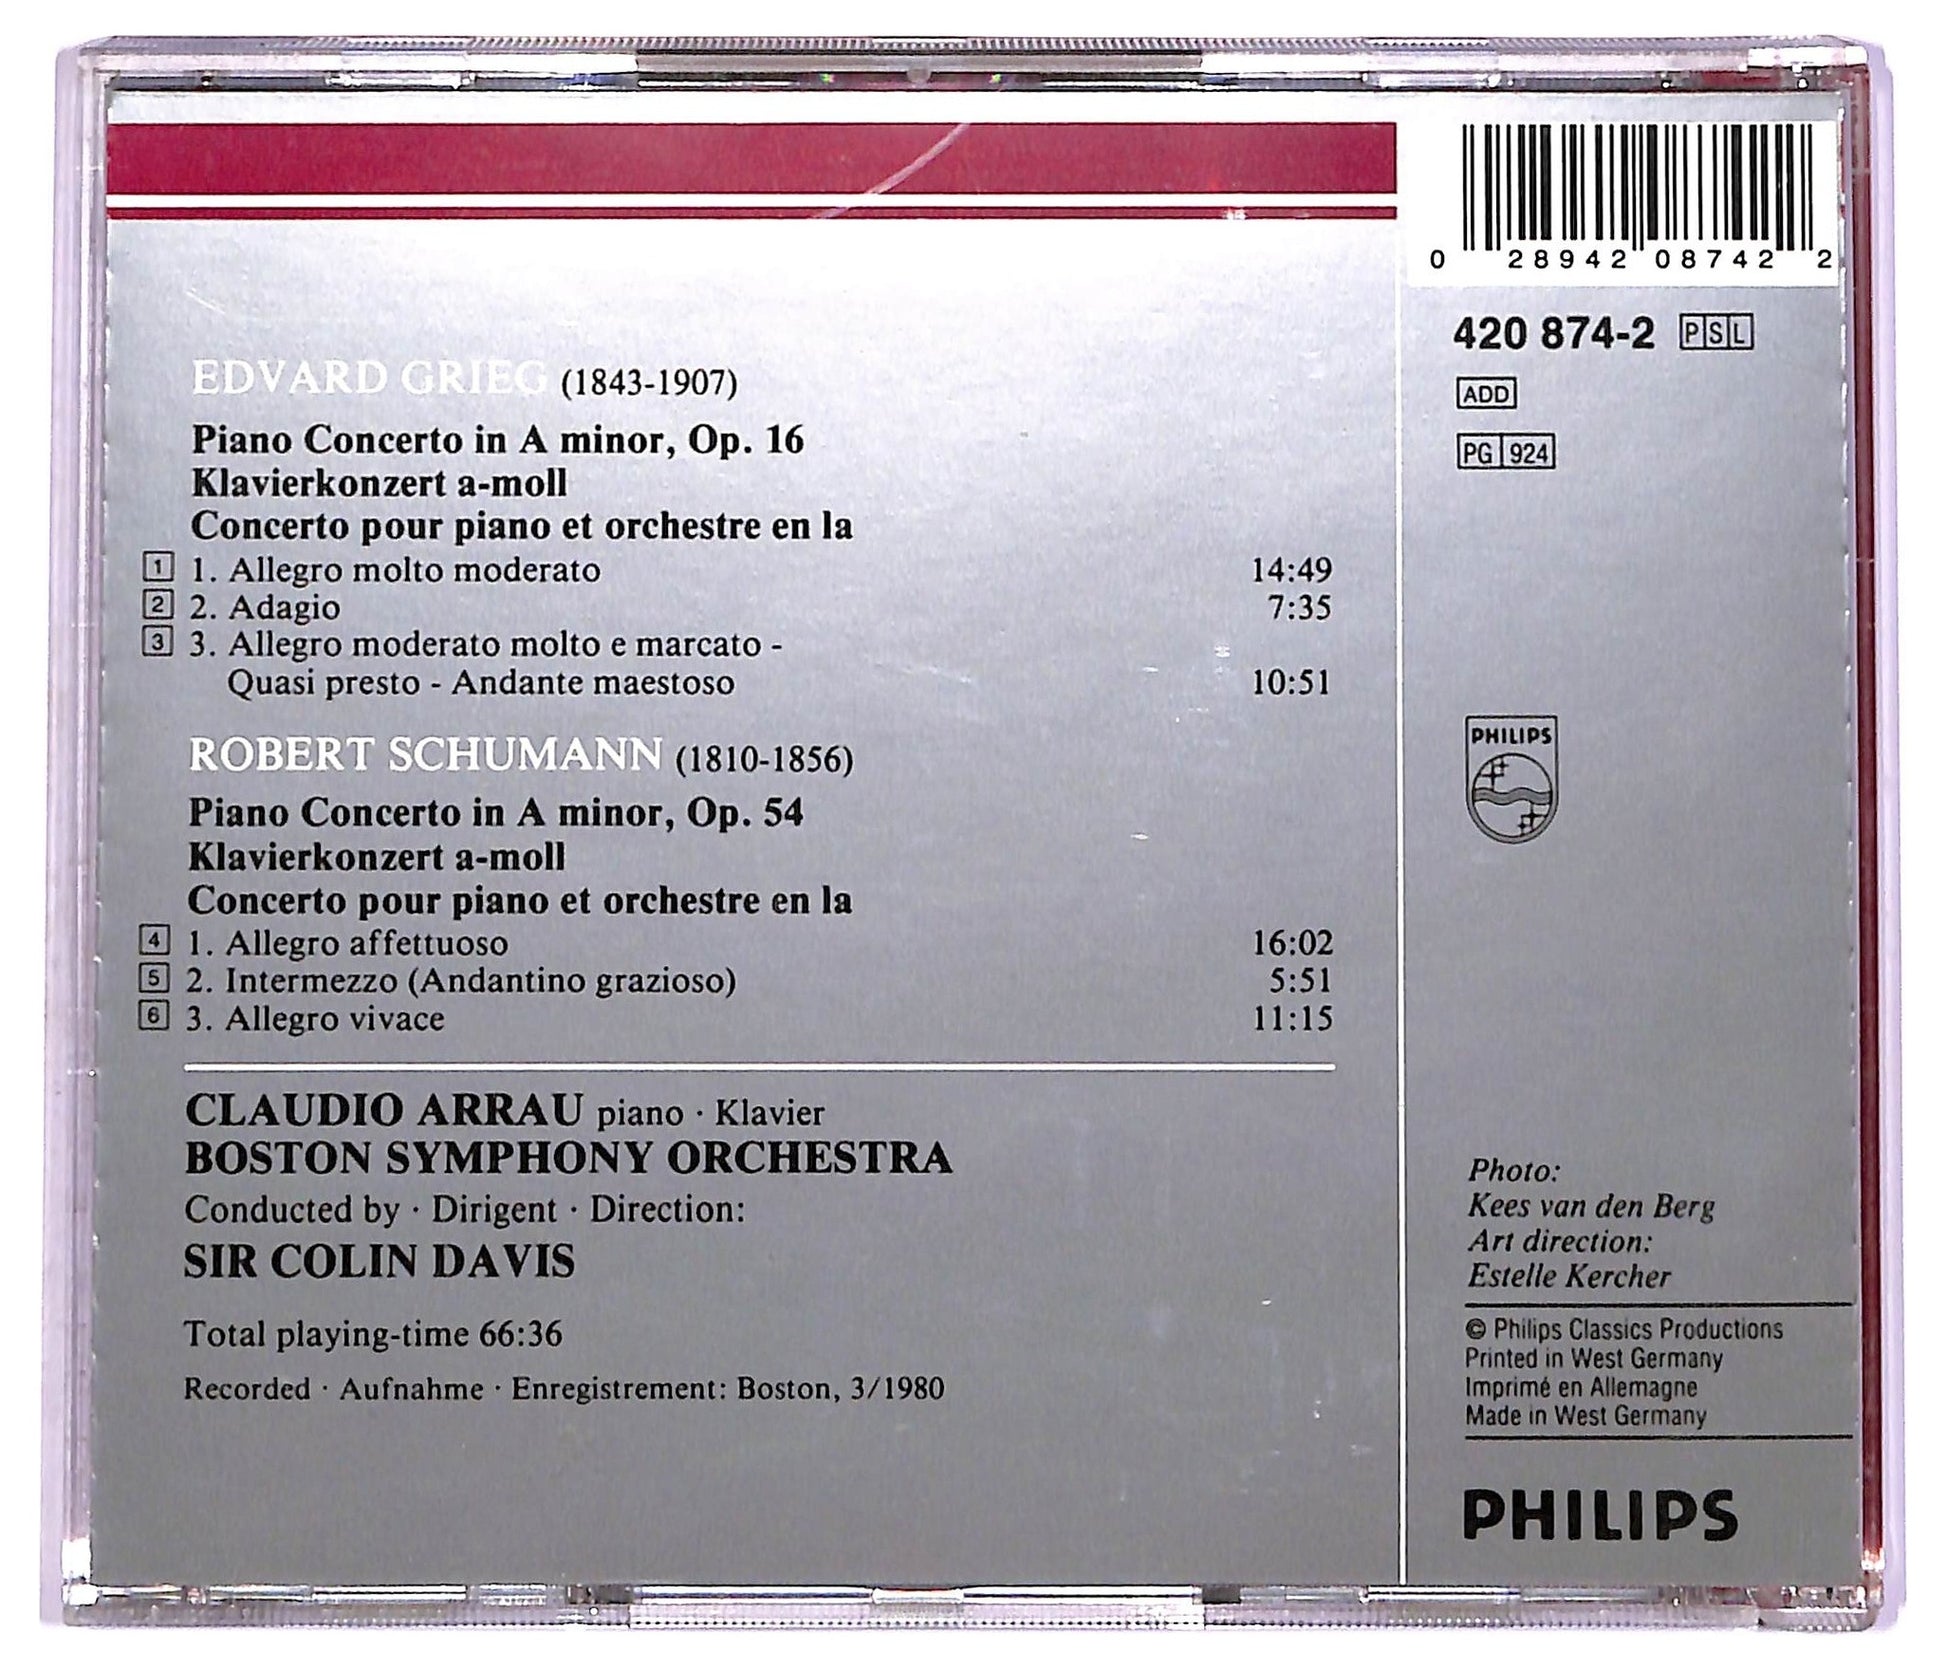 0 28942 08742 2
420 874-2 PSL
ADD
PG 924
EDVARD GRIEG (1843-1907)
Piano Concerto in A minor, Op. 16
Klavierkonzert a-moll
Concerto pour piano et orchestre en la
1 1. Allegro molto moderato 14:49
2 2. Adagio 7:35
3 3. Allegro moderato molto e marcato -
Quasi presto - Andante maestoso 10:51
ROBERT SCHUMANN (1810-1856)
Piano Concerto in A minor, Op. 54
Klavierkonzert a-moll
Concerto pour piano et orchestre en la
4 1. Allegro affettuoso 16:02
5 2. Intermezzo (Andantino grazioso) 5:51
6 3. Allegro vivace 11:15
CLAUDIO ARRAU piano · Klavier
BOSTON SYMPHONY ORCHESTRA
Conducted by · Dirigent · Direction:
SIR COLIN DAVIS
Total playing-time 66:36
Recorded · Aufnahme · Enregistrement: Boston, 3/1980
PHILIPS
Photo:
Kees van den Berg
Art direction:
Estelle Kercher
© Philips Classics Productions
Printed in West Germany
Imprimé en Allemagne
Made in West Germany
PHILIPS